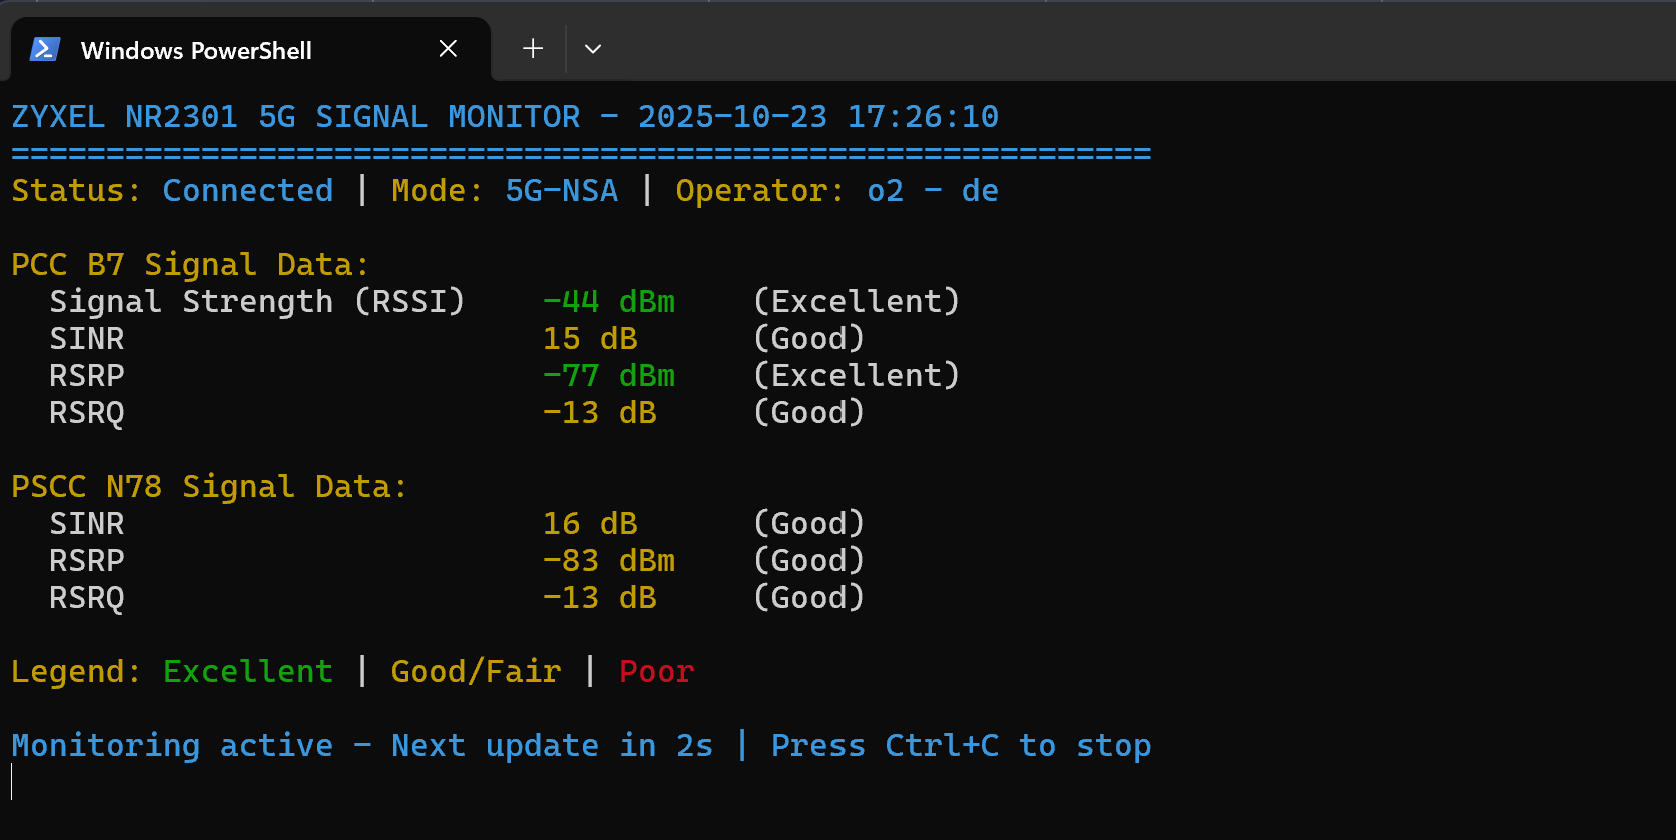 Windows PowerShell
ZYXEL NR2301 5G SIGNAL MONITOR - 2025-10-23 17:26:10
============================================================
Status: Connected | Mode: 5G-NSA | Operator: o2 - de
PCC B7 Signal Data:
Signal Strength (RSSI) -44 dBm (Excellent)
SINR 15 dB (Good)
RSRP -77 dBm (Excellent)
RSRQ -13 dB (Good)
PSCC N78 Signal Data:
SINR 16 dB (Good)
RSRP -83 dBm (Good)
RSRQ -13 dB (Good)
Legend: Excellent | Good/Fair | Poor
Monitoring active - Next update in 2s | Press Ctrl+C to stop